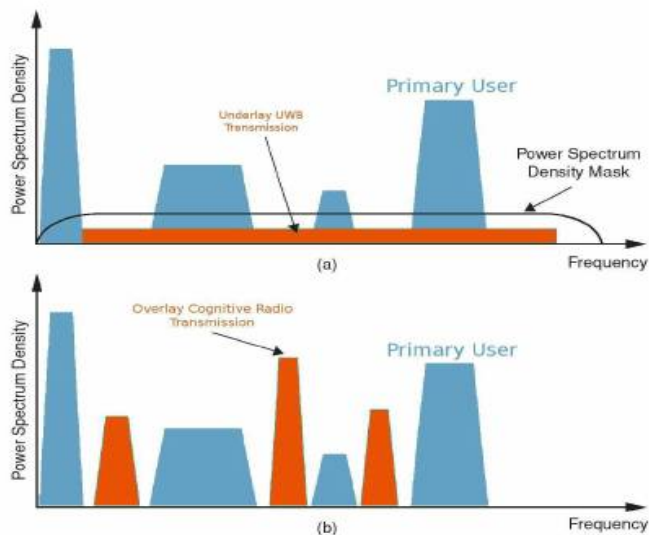 Power Spectrum Density
Primary User
Underlay UWB
Transmission
Power Spectrum
Density Mask
(a)
Frequency
Power Spectrum Density
Overlay Cognitive Radio
Transmission
Primary User
(b)
Frequency